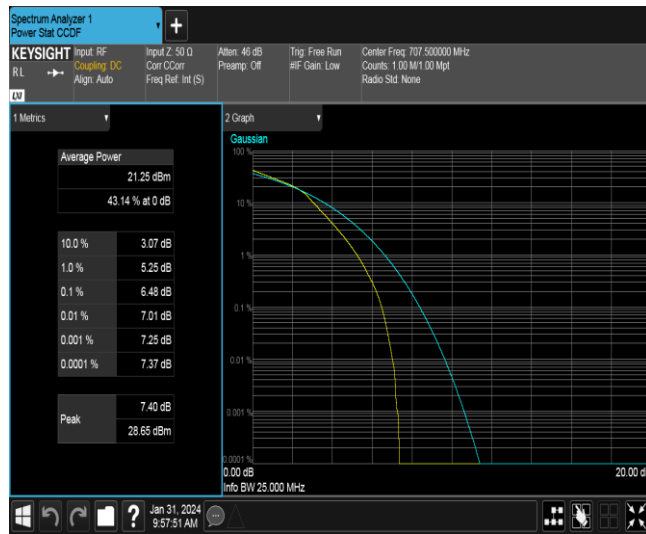 Spectrum Analyzer 1
Power Stat CCDF
+
KEYSIGHT Input: RF Input Z: 50 Ω Atten: 46 dB Trig: Free Run Center Freq: 707.500000 MHz
RL Coupling: DC Corr CCorr Preamp: Off #IF Gain: Low Counts: 1.00 M/1.00 Mpt
Align: Auto Freq Ref: Int (S) Radio Std: None
LXI
1 Metrics 2 Graph
Gaussian
Average Power
21.25 dBm
43.14 % at 0 dB
10.0 % 3.07 dB
1.0 % 5.25 dB
0.1 % 6.48 dB
0.01 % 7.01 dB
0.001 % 7.25 dB
0.0001 % 7.37 dB
Peak 7.40 dB
28.65 dBm
100 %
10 %
1 %
0.1 %
0.01 %
0.001 %
0.0001 %
0.00 dB 20.00 d
Info BW 25.000 MHz
? Jan 31, 2024
9:57:51 AM